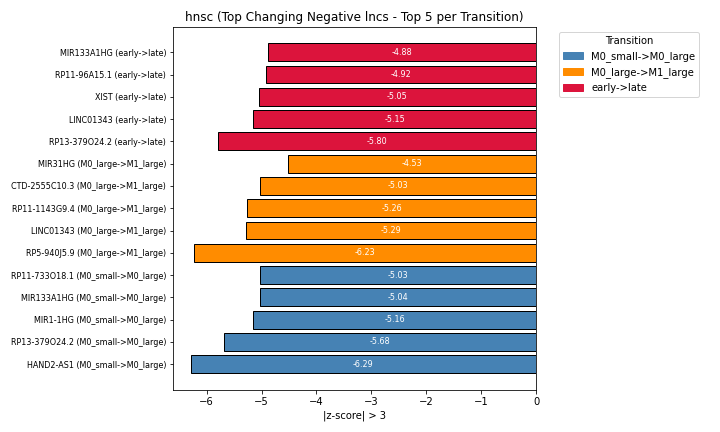 hnsc (Top Changing Negative lncs - Top 5 per Transition)
MIR133A1HG (early->late) -4.88
RP11-96A15.1 (early->late) -4.92
XIST (early->late) -5.05
LINC01343 (early->late) -5.15
RP13-379O24.2 (early->late) -5.80
MIR31HG (M0_large->M1_large) -4.53
CTD-2555C10.3 (M0_large->M1_large) -5.03
RP11-1143G9.4 (M0_large->M1_large) -5.26
LINC01343 (M0_large->M1_large) -5.29
RP5-940J5.9 (M0_large->M1_large) -6.23
RP11-733O18.1 (M0_small->M0_large) -5.03
MIR133A1HG (M0_small->M0_large) -5.04
MIR1-1HG (M0_small->M0_large) -5.16
RP13-379O24.2 (M0_small->M0_large) -5.68
HAND2-AS1 (M0_small->M0_large) -6.29
−6 −5 −4 −3 −2 −1 0
|z-score| > 3
Transition
M0_small->M0_large
M0_large->M1_large
early->late